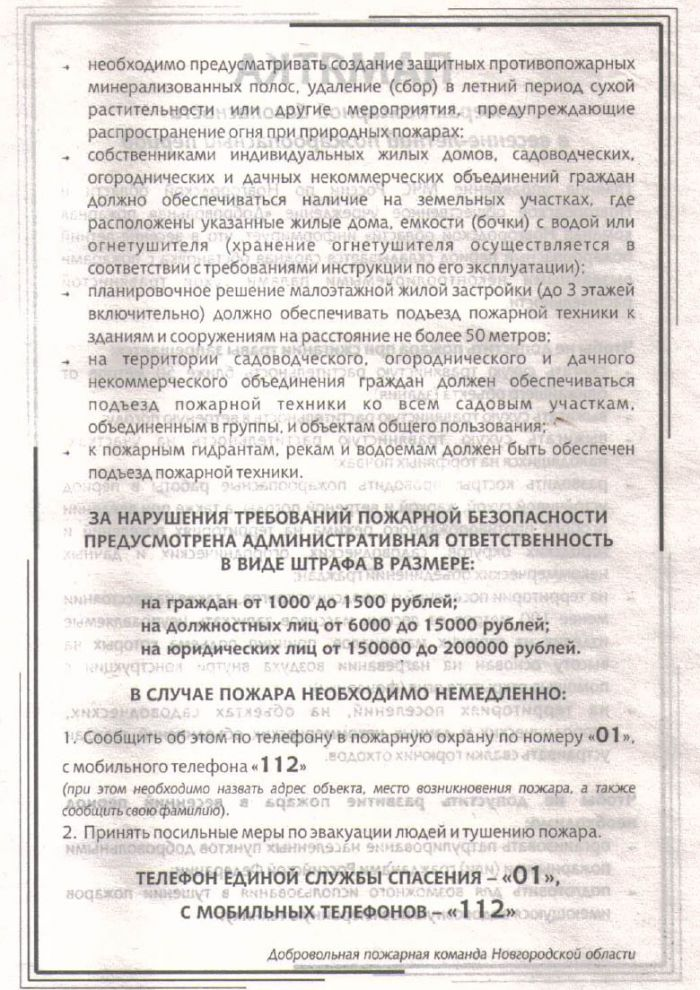 → необходимо предусматривать создание защитных противопожарных
минерализованных полос, удаление (сбор) в летний период сухой
растительности или другие мероприятия, предупреждающие
распространение огня при природных пожарах;
→ собственниками индивидуальных жилых домов, садоводческих,
огороднических и дачных некоммерческих объединений граждан
должно обеспечиваться наличие на земельных участках, где
расположены указанные жилые дома, емкости (бочки) с водой или
огнетушителя (хранение огнетушителя осуществляется в
соответствии с требованиями инструкции по его эксплуатации);
→ планировочное решение малоэтажной жилой застройки (до 3 этажей
включительно) должно обеспечивать подъезд пожарной техники к
зданиям и сооружениям на расстояние не более 50 метров;
→ на территории садоводческого, огороднического и дачного
некоммерческого объединения граждан должен обеспечиваться
подъезд пожарной техники ко всем садовым участкам,
объединенным в группы, и объектам общего пользования;
→ к пожарным гидрантам, рекам и водоемам должен быть обеспечен
подъезд пожарной техники.
ЗА НАРУШЕНИЯ ТРЕБОВАНИЙ ПОЖАРНОЙ БЕЗОПАСНОСТИ
ПРЕДУСМОТРЕНА АДМИНИСТРАТИВНАЯ ОТВЕТСТВЕННОСТЬ
В ВИДЕ ШТРАФА В РАЗМЕРЕ:
на граждан от 1000 до 1500 рублей;
на должностных лиц от 6000 до 15000 рублей;
на юридических лиц от 150000 до 200000 рублей.
В СЛУЧАЕ ПОЖАРА НЕОБХОДИМО НЕМЕДЛЕННО:
1. Сообщить об этом по телефону в пожарную охрану по номеру «01»,
с мобильного телефона «112»
(при этом необходимо назвать адрес объекта, место возникновения пожара, а также
сообщить свою фамилию).
2. Принять посильные меры по эвакуации людей и тушению пожара.
ТЕЛЕФОН ЕДИНОЙ СЛУЖБЫ СПАСЕНИЯ – «01»,
С МОБИЛЬНЫХ ТЕЛЕФОНОВ – «112»
Добровольная пожарная команда Новгородской области